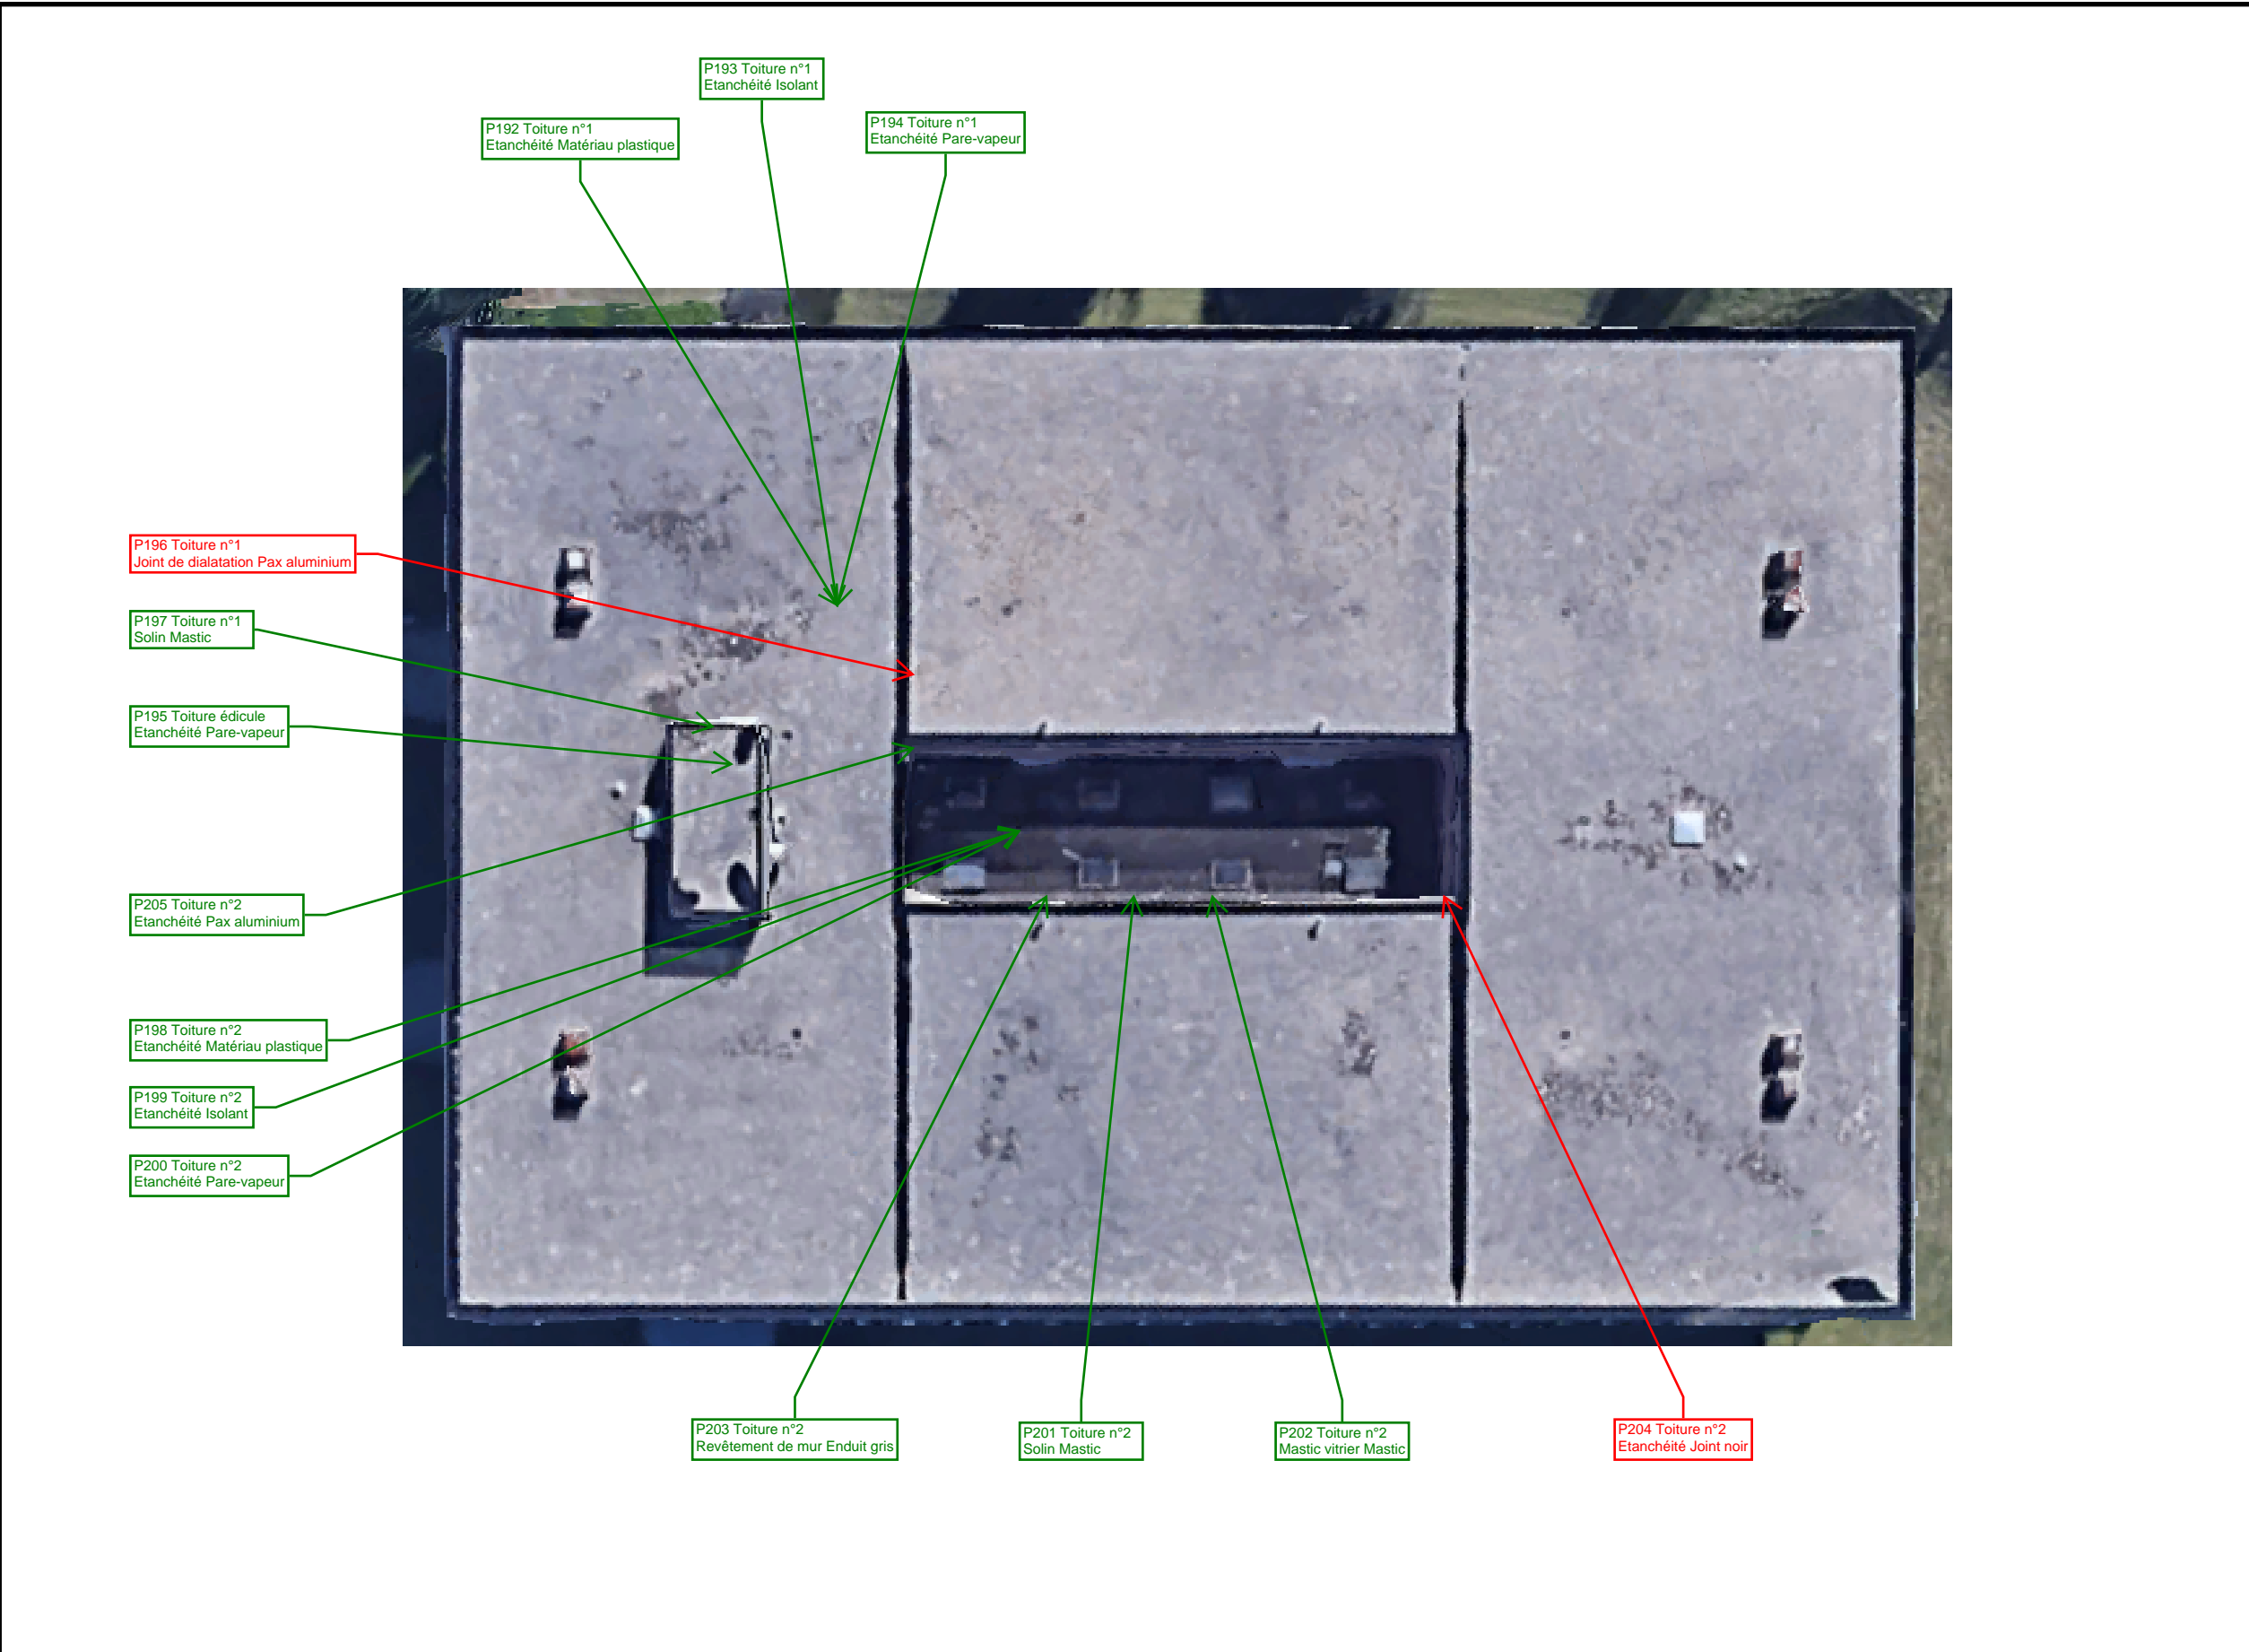 P193 Toiture n°1
Etanchéité Isolant
P194 Toiture n°1
Etanchéité Pare-vapeur
P192 Toiture n°1
Etanchéité Matériau plastique
P196 Toiture n°1
Joint de dialatation Pax aluminium
P197 Toiture n°1
Solin Mastic
P195 Toiture édicule
Etanchéité Pare-vapeur
P205 Toiture n°2
Etanchéité Pax aluminium
P198 Toiture n°2
Etanchéité Matériau plastique
P199 Toiture n°2
Etanchéité Isolant
P200 Toiture n°2
Etanchéité Pare-vapeur
P203 Toiture n°2
Revêtement de mur Enduit gris
P201 Toiture n°2
Solin Mastic
P202 Toiture n°2
Mastic vitrier Mastic
P204 Toiture n°2
Etanchéité Joint noir